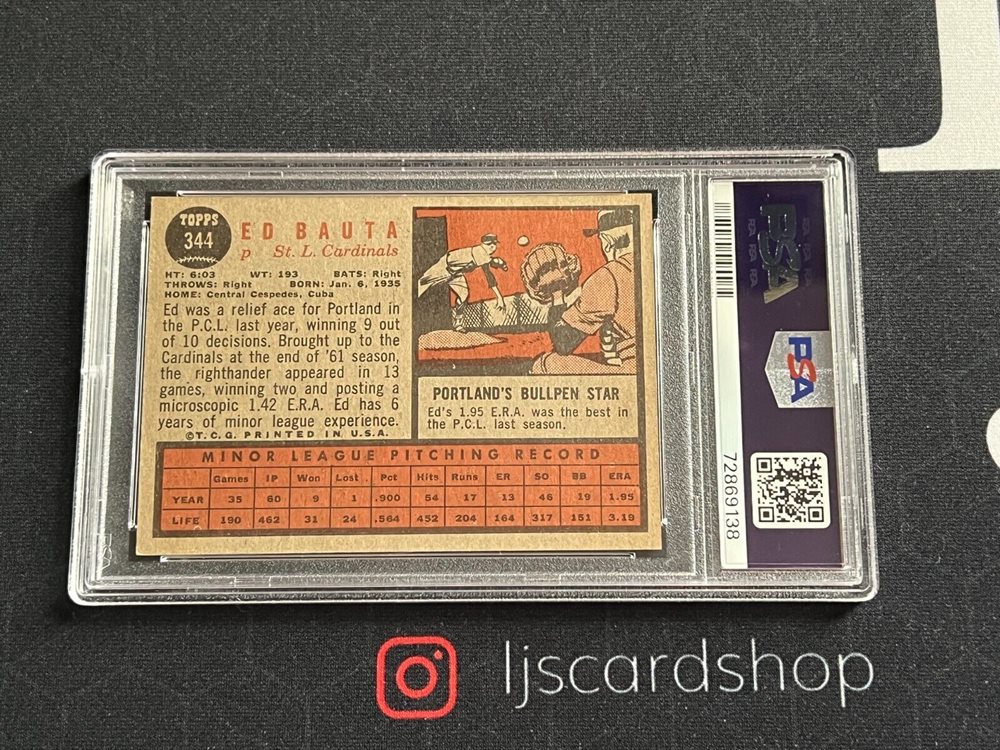 TOPPS
344
ED BAUTA
p St. L. Cardinals
HT: 6:03 WT: 193 BATS: Right
THROWS: Right BORN: Jan. 6, 1935
HOME: Central Cespedes, Cuba
Ed was a relief ace for Portland in
the P.C.L. last year, winning 9 out
of 10 decisions. Brought up to the
Cardinals at the end of '61 season,
the righthander appeared in 13
games, winning two and posting a
microscopic 1.42 E.R.A. Ed has 6
years of minor league experience.
©T.C.G. PRINTED IN U.S.A.
PORTLAND'S BULLPEN STAR
Ed's 1.95 E.R.A. was the best in
the P.C.L. last season.
MINOR LEAGUE PITCHING RECORD
Games IP Won Lost Pct Hits Runs ER SO BB ERA
YEAR 35 60 9 1 .900 54 17 13 46 19 1.95
LIFE 190 462 31 24 .564 452 204 164 317 151 3.19
72869138
PSA
PSA
PSA PSA
PSA PSA
ljscardshop